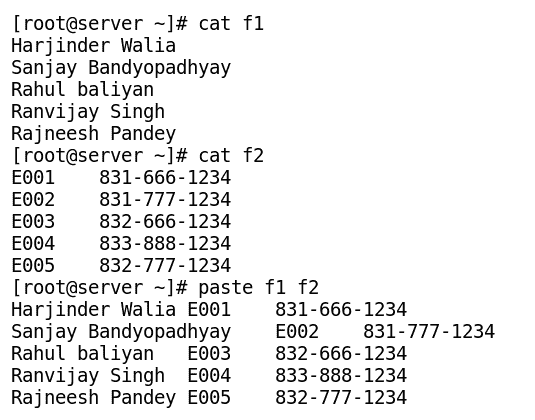 [root@server ~]# cat f1
Harjinder Walia
Sanjay Bandyopadhyay
Rahul baliyan
Ranvijay Singh
Rajneesh Pandey
[root@server ~]# cat f2
E001    831-666-1234
E002    831-777-1234
E003    832-666-1234
E004    833-888-1234
E005    832-777-1234
[root@server ~]# paste f1 f2
Harjinder Walia E001    831-666-1234
Sanjay Bandyopadhyay    E002    831-777-1234
Rahul baliyan   E003    832-666-1234
Ranvijay Singh  E004    833-888-1234
Rajneesh Pandey E005    832-777-1234